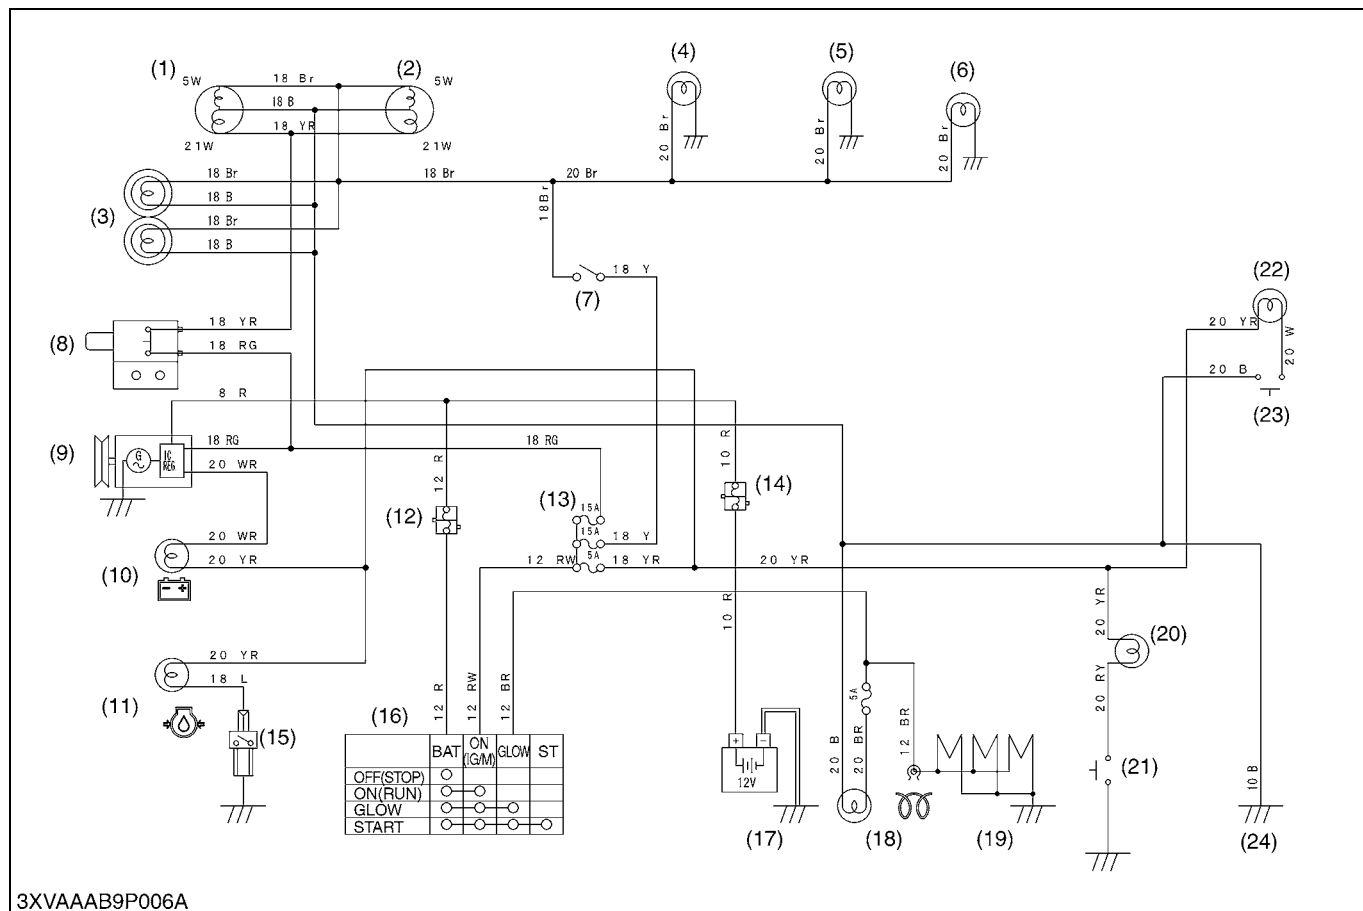 (1) 5W 18 Br (2) 5W (4) (5) (6)
18 B
18 YR
21W 21W
20 Br 20 Br 20 Br
18 Br 18 Br 20 Br
(3) 18 B
18 Br
18 B
18Br
18 Y
(7)
(22)
20 YR
20 W
20 B
(23)
(8) 18 YR
18 RG
8 R
(9) G IC REG. 18 RG 18 RG
20 WR
12 R 10 R
(12) (13) (14)
15A
15A
5A
20 WR 18 Y
(10) 20 YR 12 RW 18 YR 20 YR
- +
10 R
20 YR
(20)
20 RY
(11) 20 YR
18 L
(15)
(16) 12 R 12 RW 12 BR
BAT ON (IG/M) GLOW ST
OFF(STOP)
ON(RUN)
GLOW
START
+ -
12V
(17)
5A
20 B 20 BR 12 BR
(18) (19)
(21)
10 B
(24)
3XVAAAB9P006A